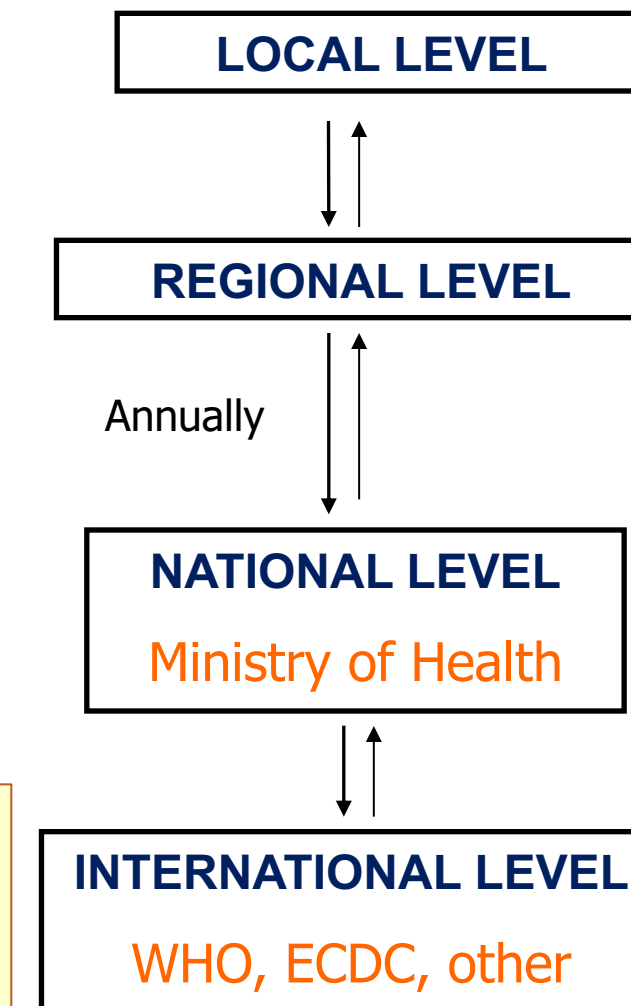 LOCAL LEVEL
REGIONAL LEVEL
Annually
NATIONAL LEVEL
Ministry of Health
INTERNATIONAL LEVEL
WHO, ECDC, other